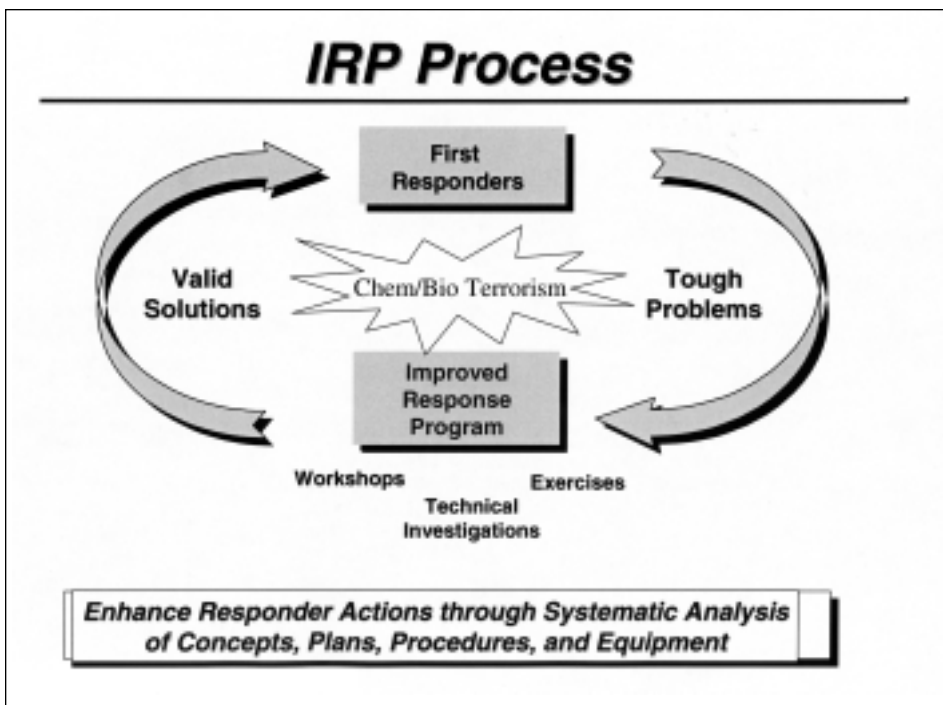 IRP Process
First
Responders
Valid
Solutions
Chem/Bio Terrorism
Tough
Problems
Improved
Response
Program
Workshops
Exercises
Technical
Investigations
Enhance Responder Actions through Systematic Analysis
of Concepts, Plans, Procedures, and Equipment